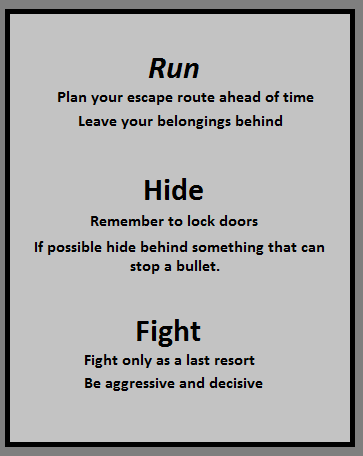 Run
Plan your escape route ahead of time
Leave your belongings behind
Hide
Remember to lock doors
If possible hide behind something that can
stop a bullet.
Fight
Fight only as a last resort
Be aggressive and decisive